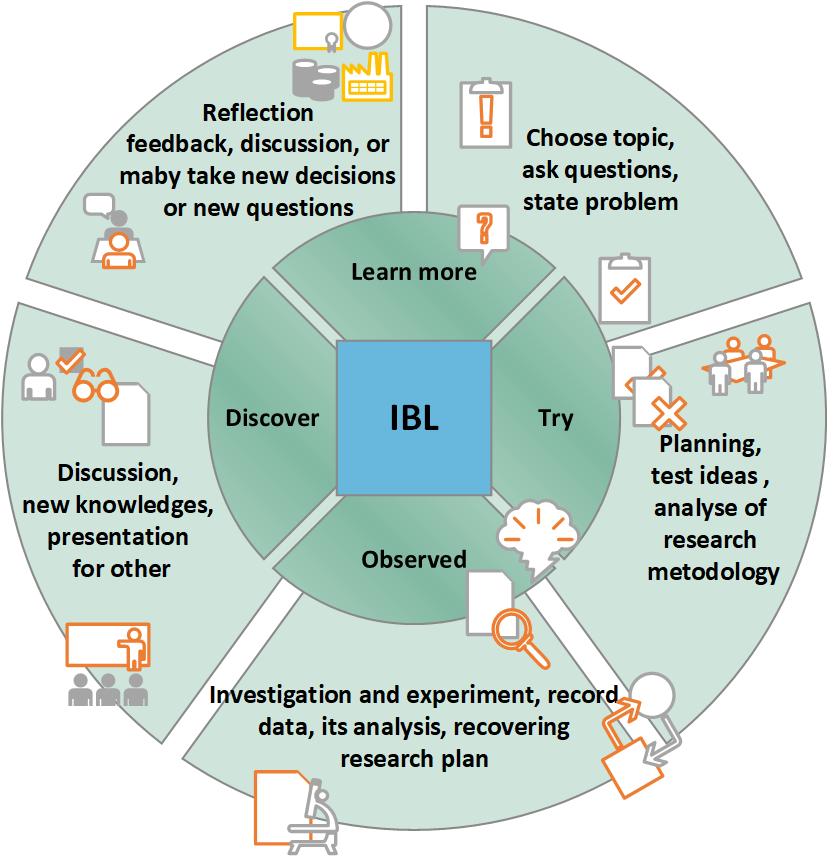 Reflection
feedback, discussion, or
maby take new decisions
or new questions
Choose topic,
ask questions,
state problem
Learn more
Discover
IBL
Try
Observed
Planning,
test ideas ,
analyse of
research
metodology
Discussion,
new knowledges,
presentation
for other
Investigation and experiment, record
data, its analysis, recovering
research plan